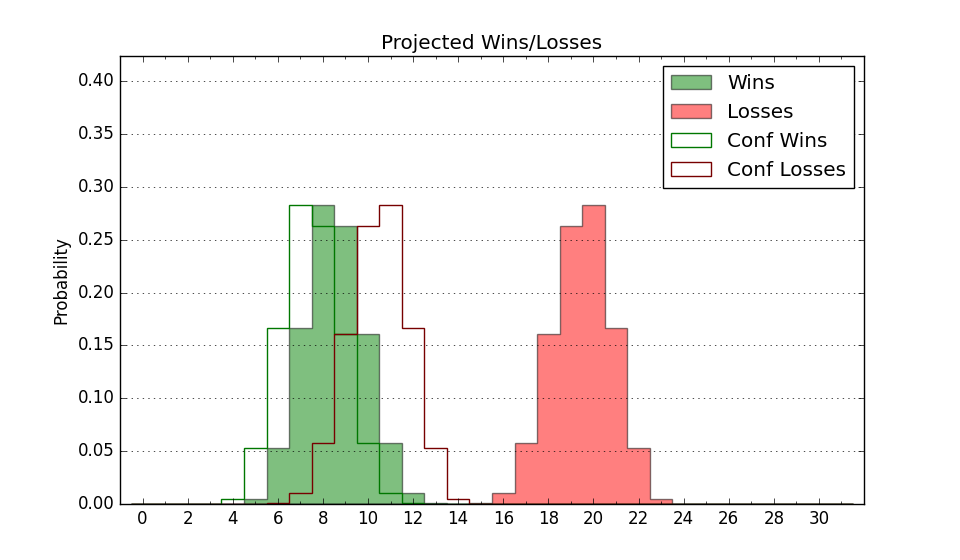 Projected Wins/Losses
Wins
Losses
Conf Wins
Conf Losses
Probability
0.40
0.35
0.30
0.25
0.20
0.15
0.10
0.05
0.00
0 2 4 6 8 10 12 14 16 18 20 22 24 26 28 30